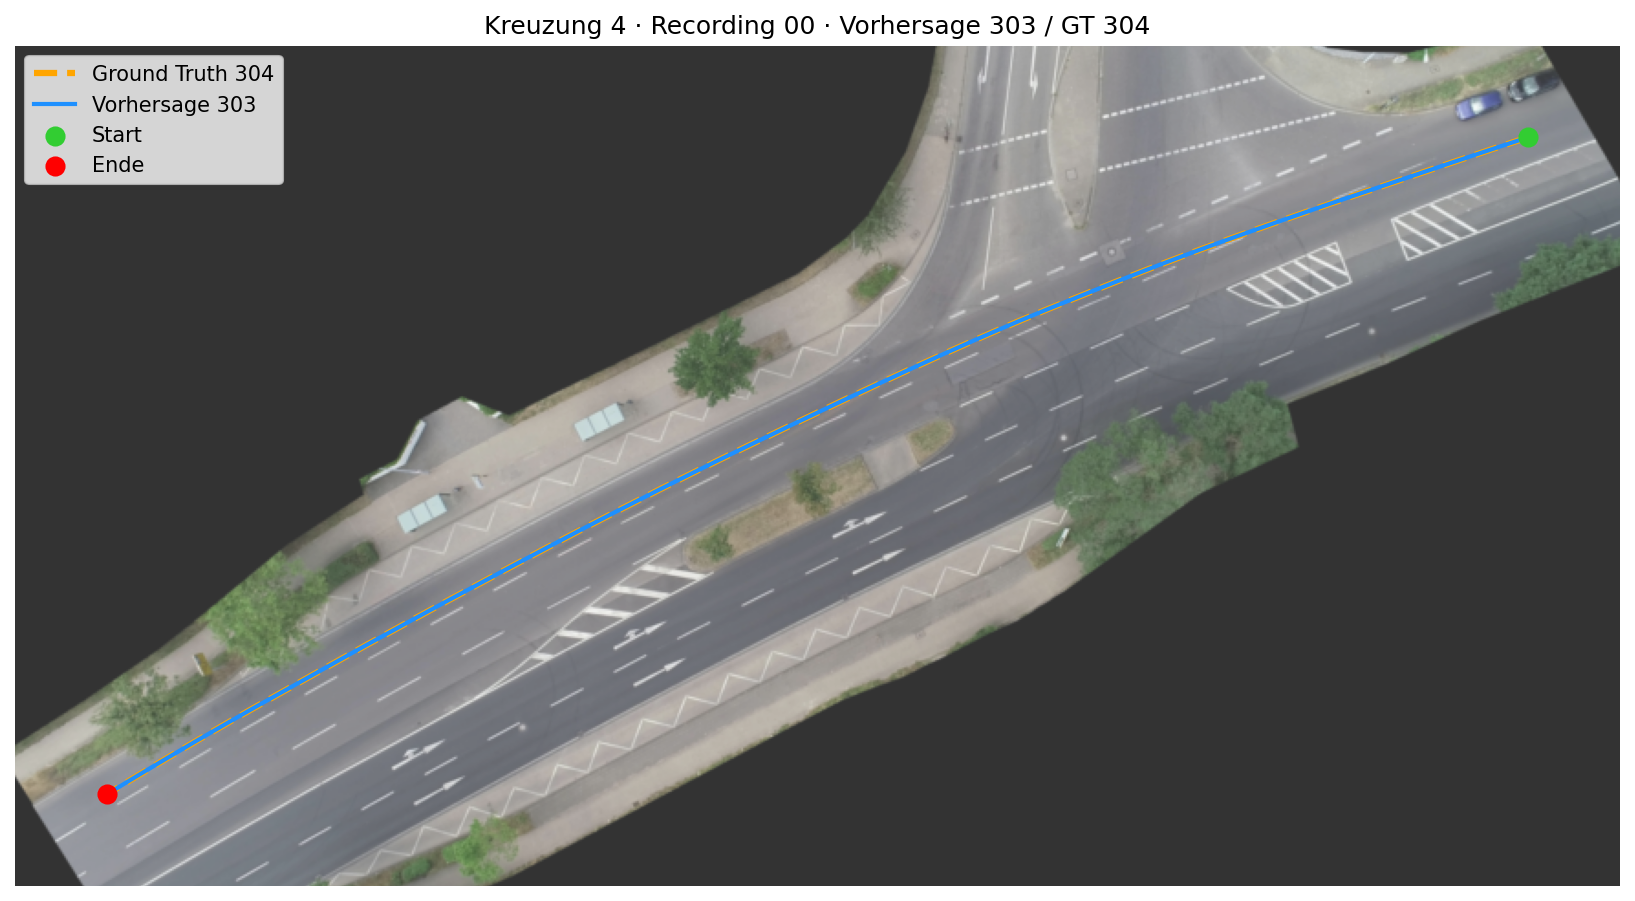 Kreuzung 4 · Recording 00 · Vorhersage 303 / GT 304
Ground Truth 304
Vorhersage 303
Start
Ende